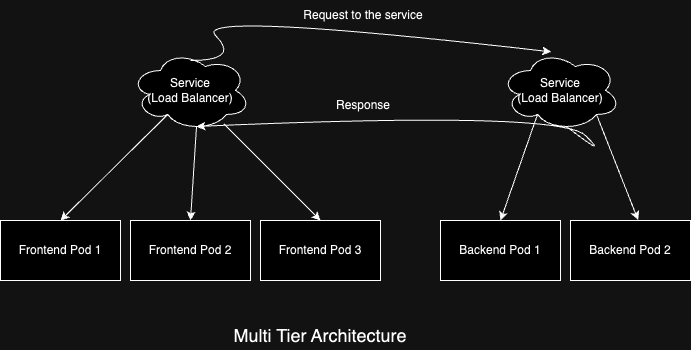 Request to the service
Service
(Load Balancer)
Service
(Load Balancer)
Response
Frontend Pod 1
Frontend Pod 2
Frontend Pod 3
Backend Pod 1
Backend Pod 2
Multi Tier Architecture